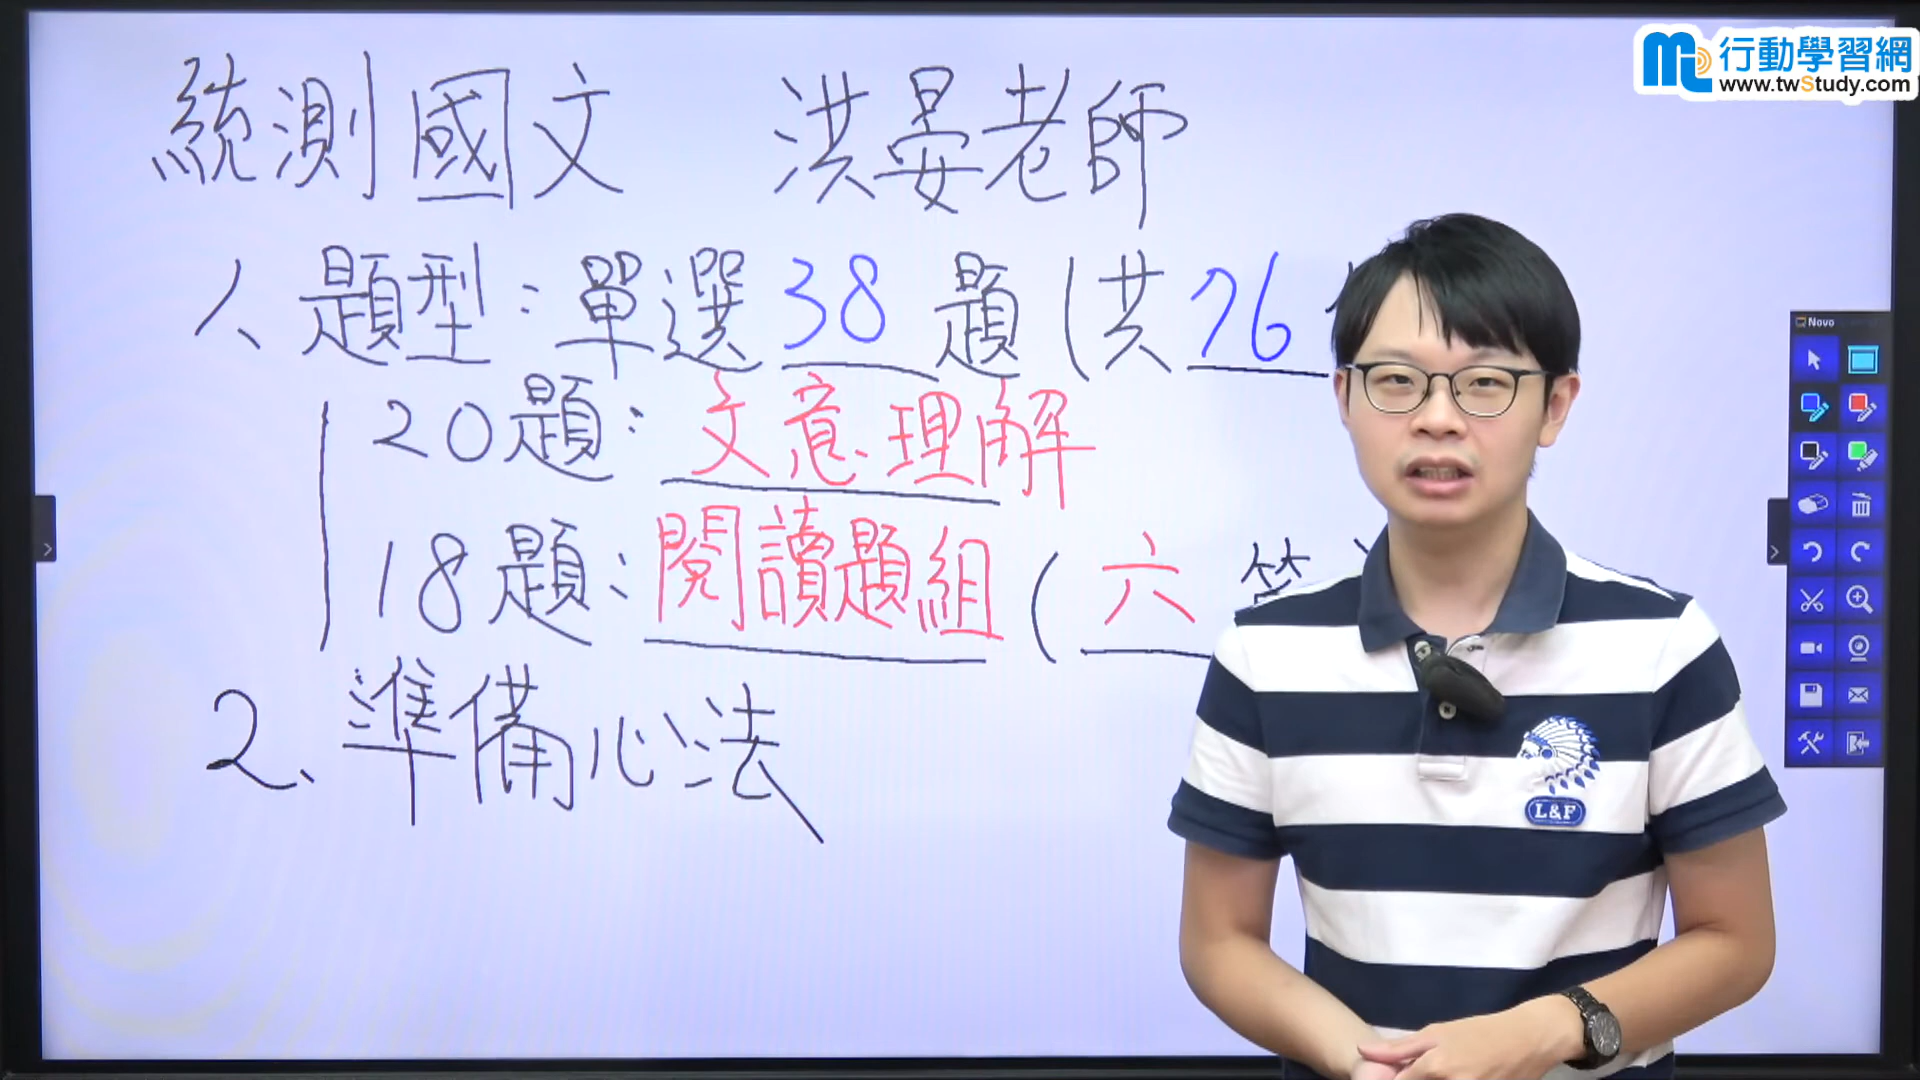 行動學習網
www.twStudy.com
統測國文 洪晏老師
1、題型：單選38題(共76
20題：文意理解
18題：閱讀題組(六
2、準備心法
Novo
L&F